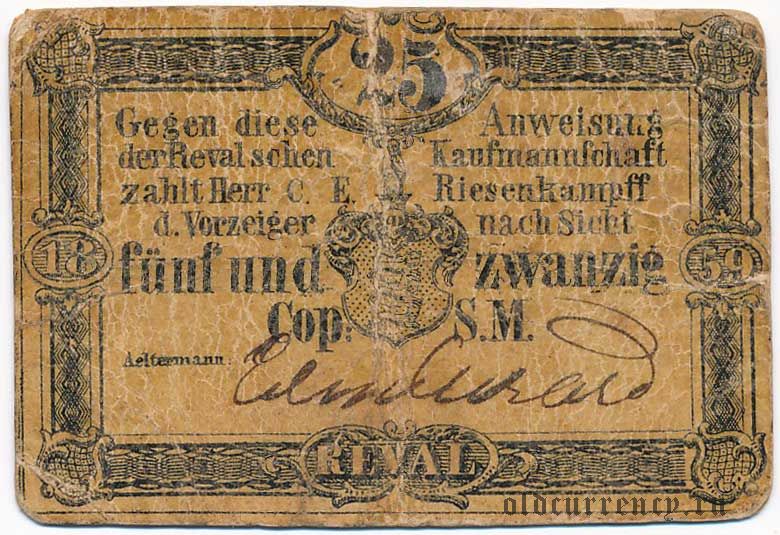 25
Gegen diese Anweisung
der Revalschen Kaufmannschaft
zahlt Herr C. E. Riesenkampff
d. Vorzeiger nach Sicht
18 59
fünf und zwanzig
Cop. S.M.
Aeltermann:
REVAL
oldcurrency.ru